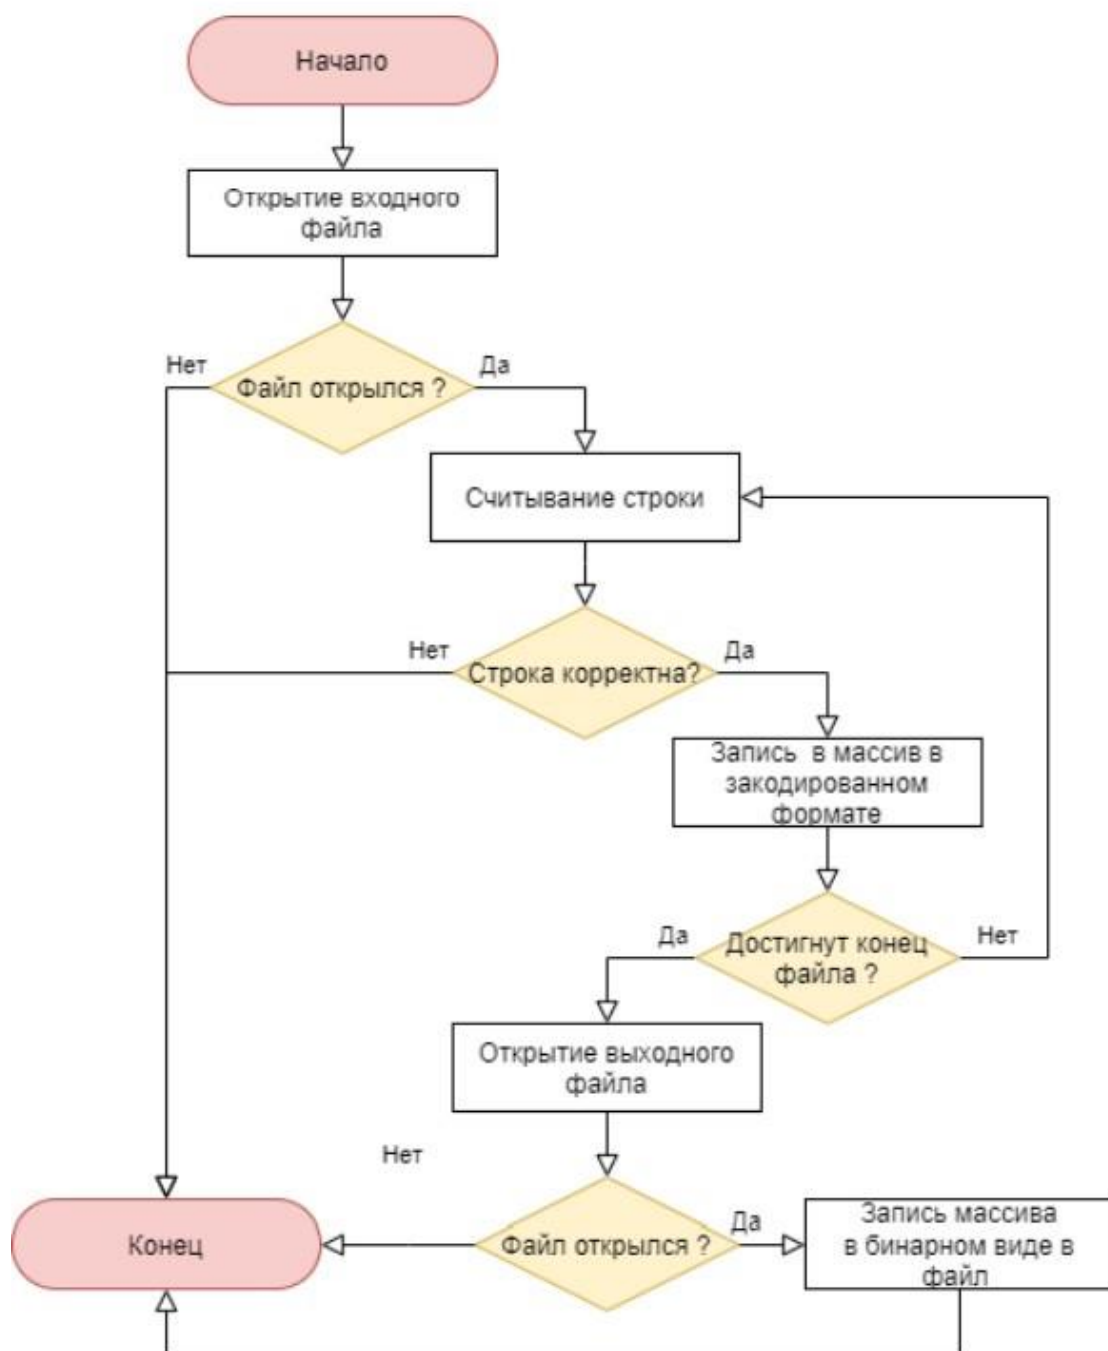 Начало
Открытие входного
файла
Нет
Да
Файл открылся ?
Считывание строки
Нет
Да
Строка корректна?
Запись в массив в
закодированном
формате
Да
Нет
Достигнут конец
файла ?
Открытие выходного
файла
Нет
Конец
Файл открылся ?
Да
Запись массива
в бинарном виде в
файл